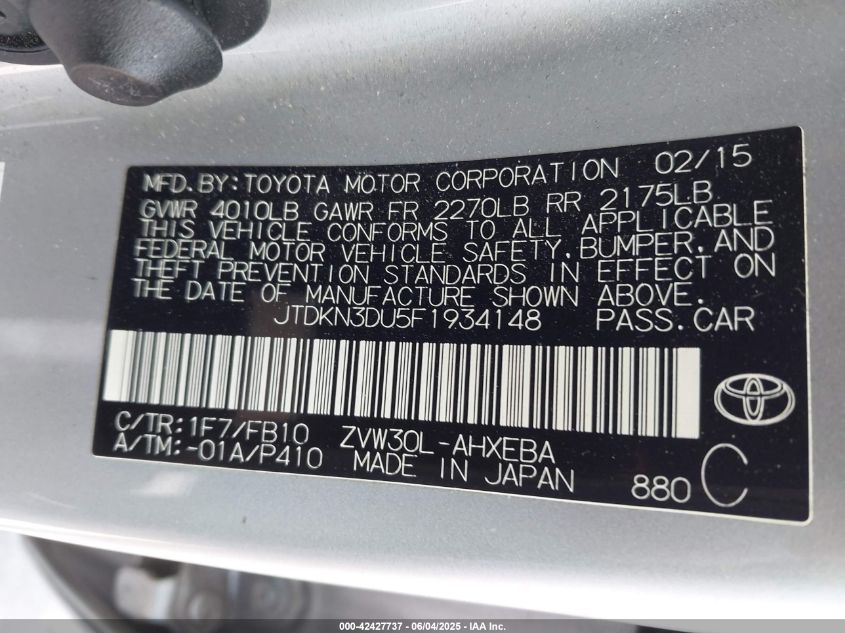 MFD. BY: TOYOTA MOTOR CORPORATION 02/15
GVWR 4010LB GAWR FR 2270LB RR 2175LB
THIS VEHICLE CONFORMS TO ALL APPLICABLE
FEDERAL MOTOR VEHICLE SAFETY, BUMPER, AND
THEFT PREVENTION STANDARDS IN EFFECT ON
THE DATE OF MANUFACTURE SHOWN ABOVE.
JTDKN3DU5F1934148 PASS. CAR
C/TR: 1F7/FB10 ZVW30L-AHXEBA
A/TM: -01A/P410 MADE IN JAPAN 880 C
000-42427737 - 06/04/2025 - IAA Inc.